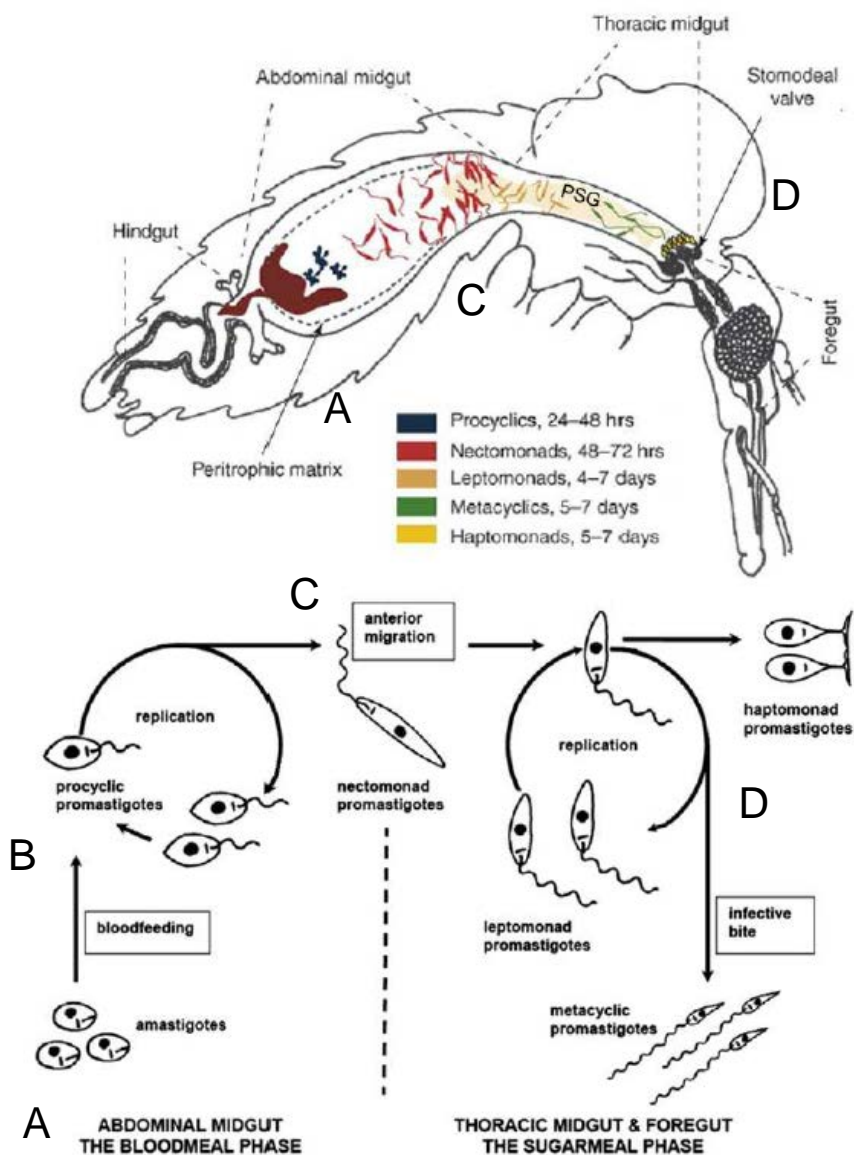 Thoracic midgut
Abdominal midgut
Stomodeal
valve
PSG
D
Hindgut
C
Foregut
A
Peritrophic matrix
Procyclics, 24–48 hrs
Nectomonads, 48–72 hrs
Leptomonads, 4–7 days
Metacyclics, 5–7 days
Haptomonads, 5–7 days
C
anterior
migration
replication
procyclic
promastigotes
nectomonad
promastigotes
replication
haptomonad
promastigotes
D
B
bloodfeeding
leptomonad
promastigotes
infective
bite
amastigotes
metacyclic
promastigotes
A
ABDOMINAL MIDGUT
THE BLOODMEAL PHASE
THORACIC MIDGUT & FOREGUT
THE SUGARMEAL PHASE